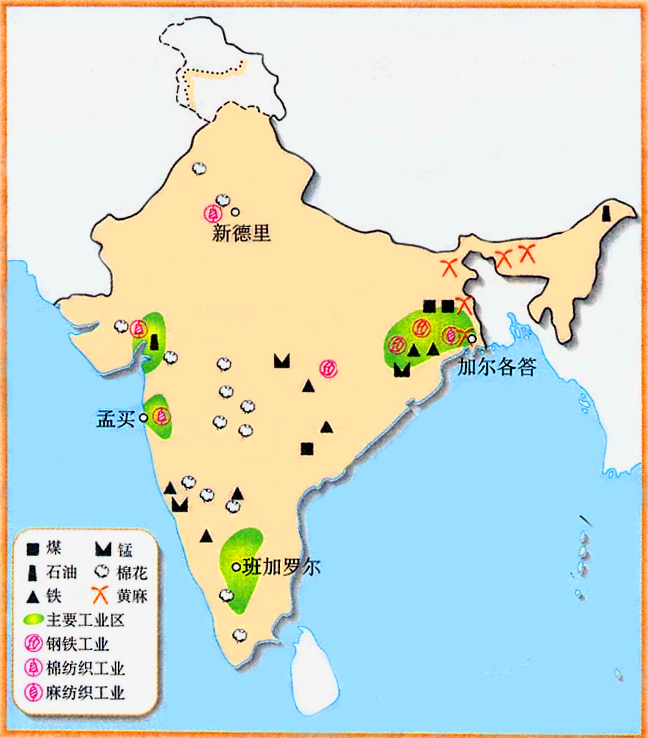 新德里
加尔各答
孟买
班加罗尔
煤 锰
石油 棉花
铁 黄麻
主要工业区
钢铁工业
棉纺织工业
麻纺织工业